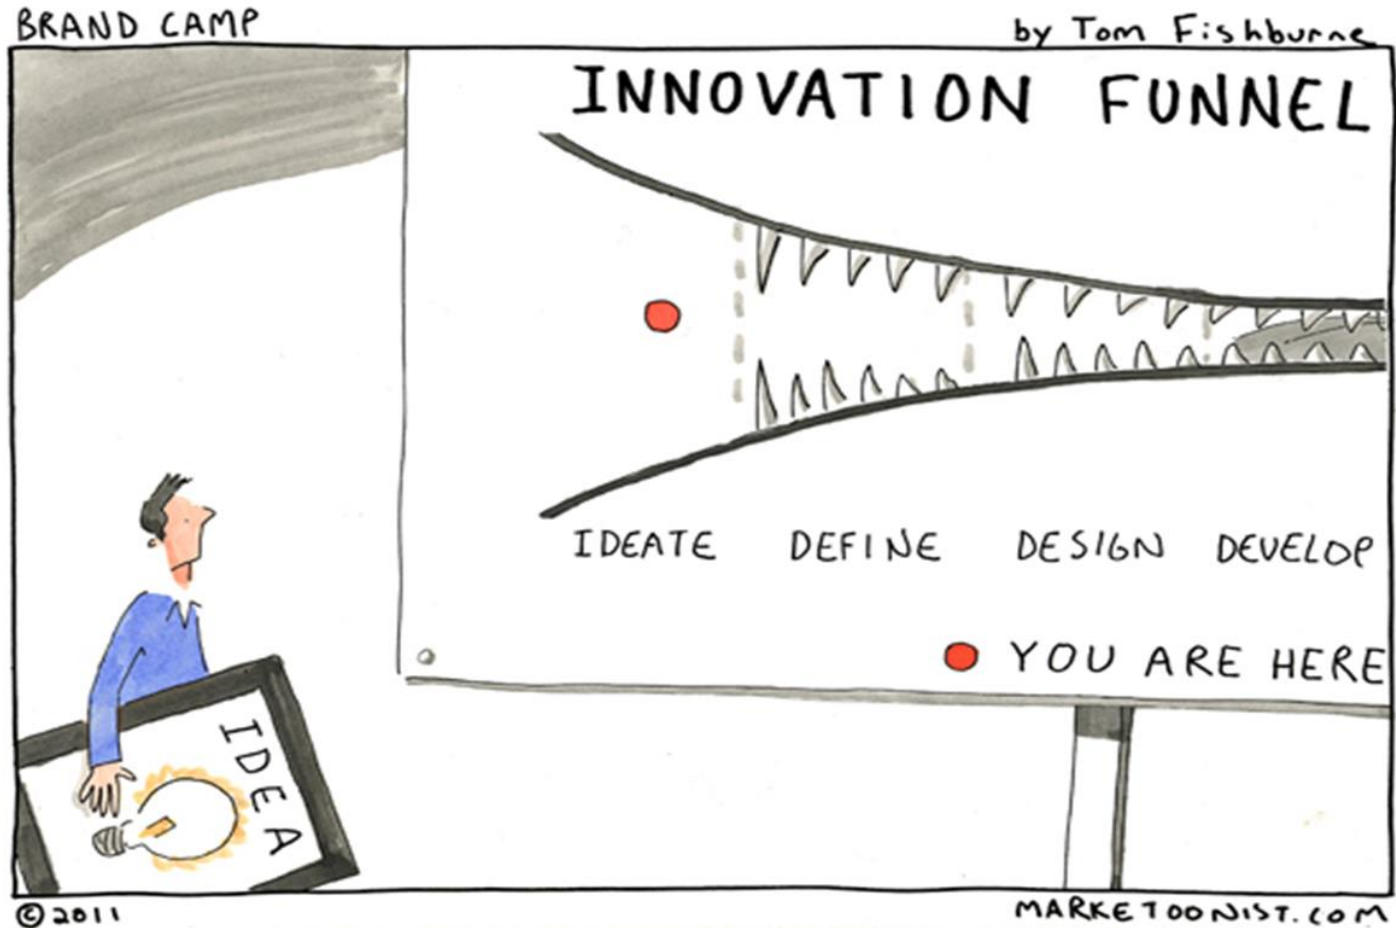 BRAND CAMP
by Tom Fishburne
INNOVATION FUNNEL
IDEATE DEFINE DESIGN DEVELOP
YOU ARE HERE
IDEA
© 2011
MARKETOONIST.COM